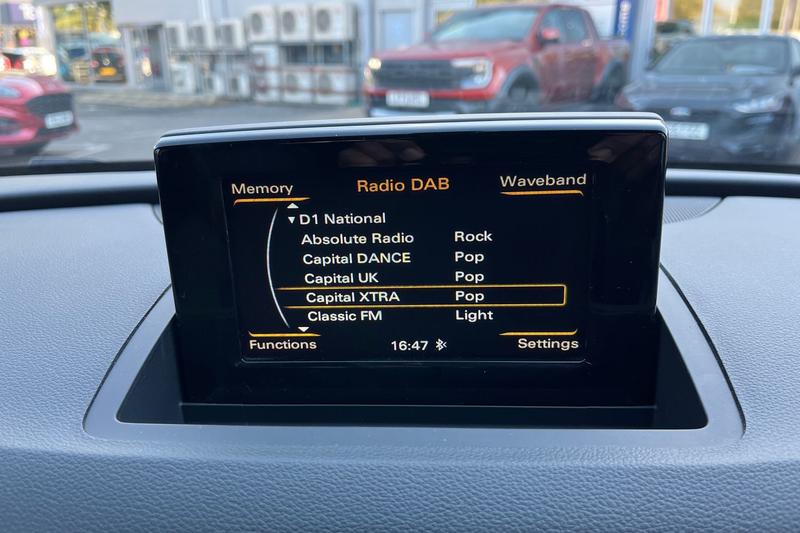 Memory Radio DAB Waveband
D1 National
Absolute Radio Rock
Capital DANCE Pop
Capital UK Pop
Capital XTRA Pop
Classic FM Light
Functions 16:47 Settings